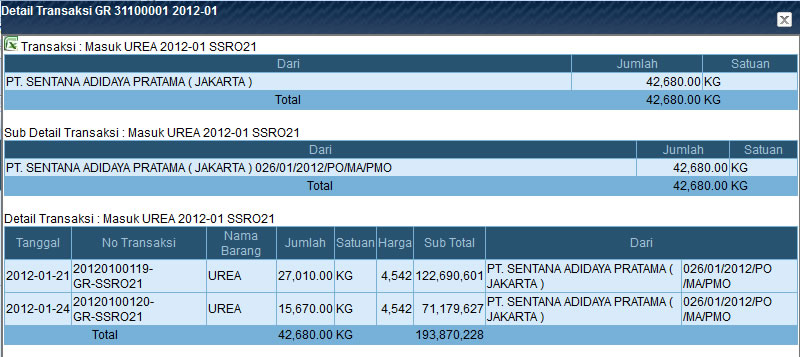 Detail Transaksi GR 31100001 2012-01
Transaksi : Masuk UREA 2012-01 SSRO21
Dari Jumlah Satuan
PT. SENTANA ADIDAYA PRATAMA ( JAKARTA ) 42,680.00 KG
Total 42,680.00 KG
Sub Detail Transaksi : Masuk UREA 2012-01 SSRO21
Dari Jumlah Satuan
PT. SENTANA ADIDAYA PRATAMA ( JAKARTA ) 026/01/2012/PO/MA/PMO 42,680.00 KG
Total 42,680.00 KG
Detail Transaksi : Masuk UREA 2012-01 SSRO21
Tanggal No Transaksi Nama Barang Jumlah Satuan Harga Sub Total Dari
2012-01-21 20120100119-GR-SSRO21 UREA 27,010.00 KG 4,542 122,690,601 PT. SENTANA ADIDAYA PRATAMA ( JAKARTA ) 026/01/2012/PO/MA/PMO
2012-01-24 20120100120-GR-SSRO21 UREA 15,670.00 KG 4,542 71,179,627 PT. SENTANA ADIDAYA PRATAMA ( JAKARTA ) 026/01/2012/PO/MA/PMO
Total 42,680.00 KG 193,870,228